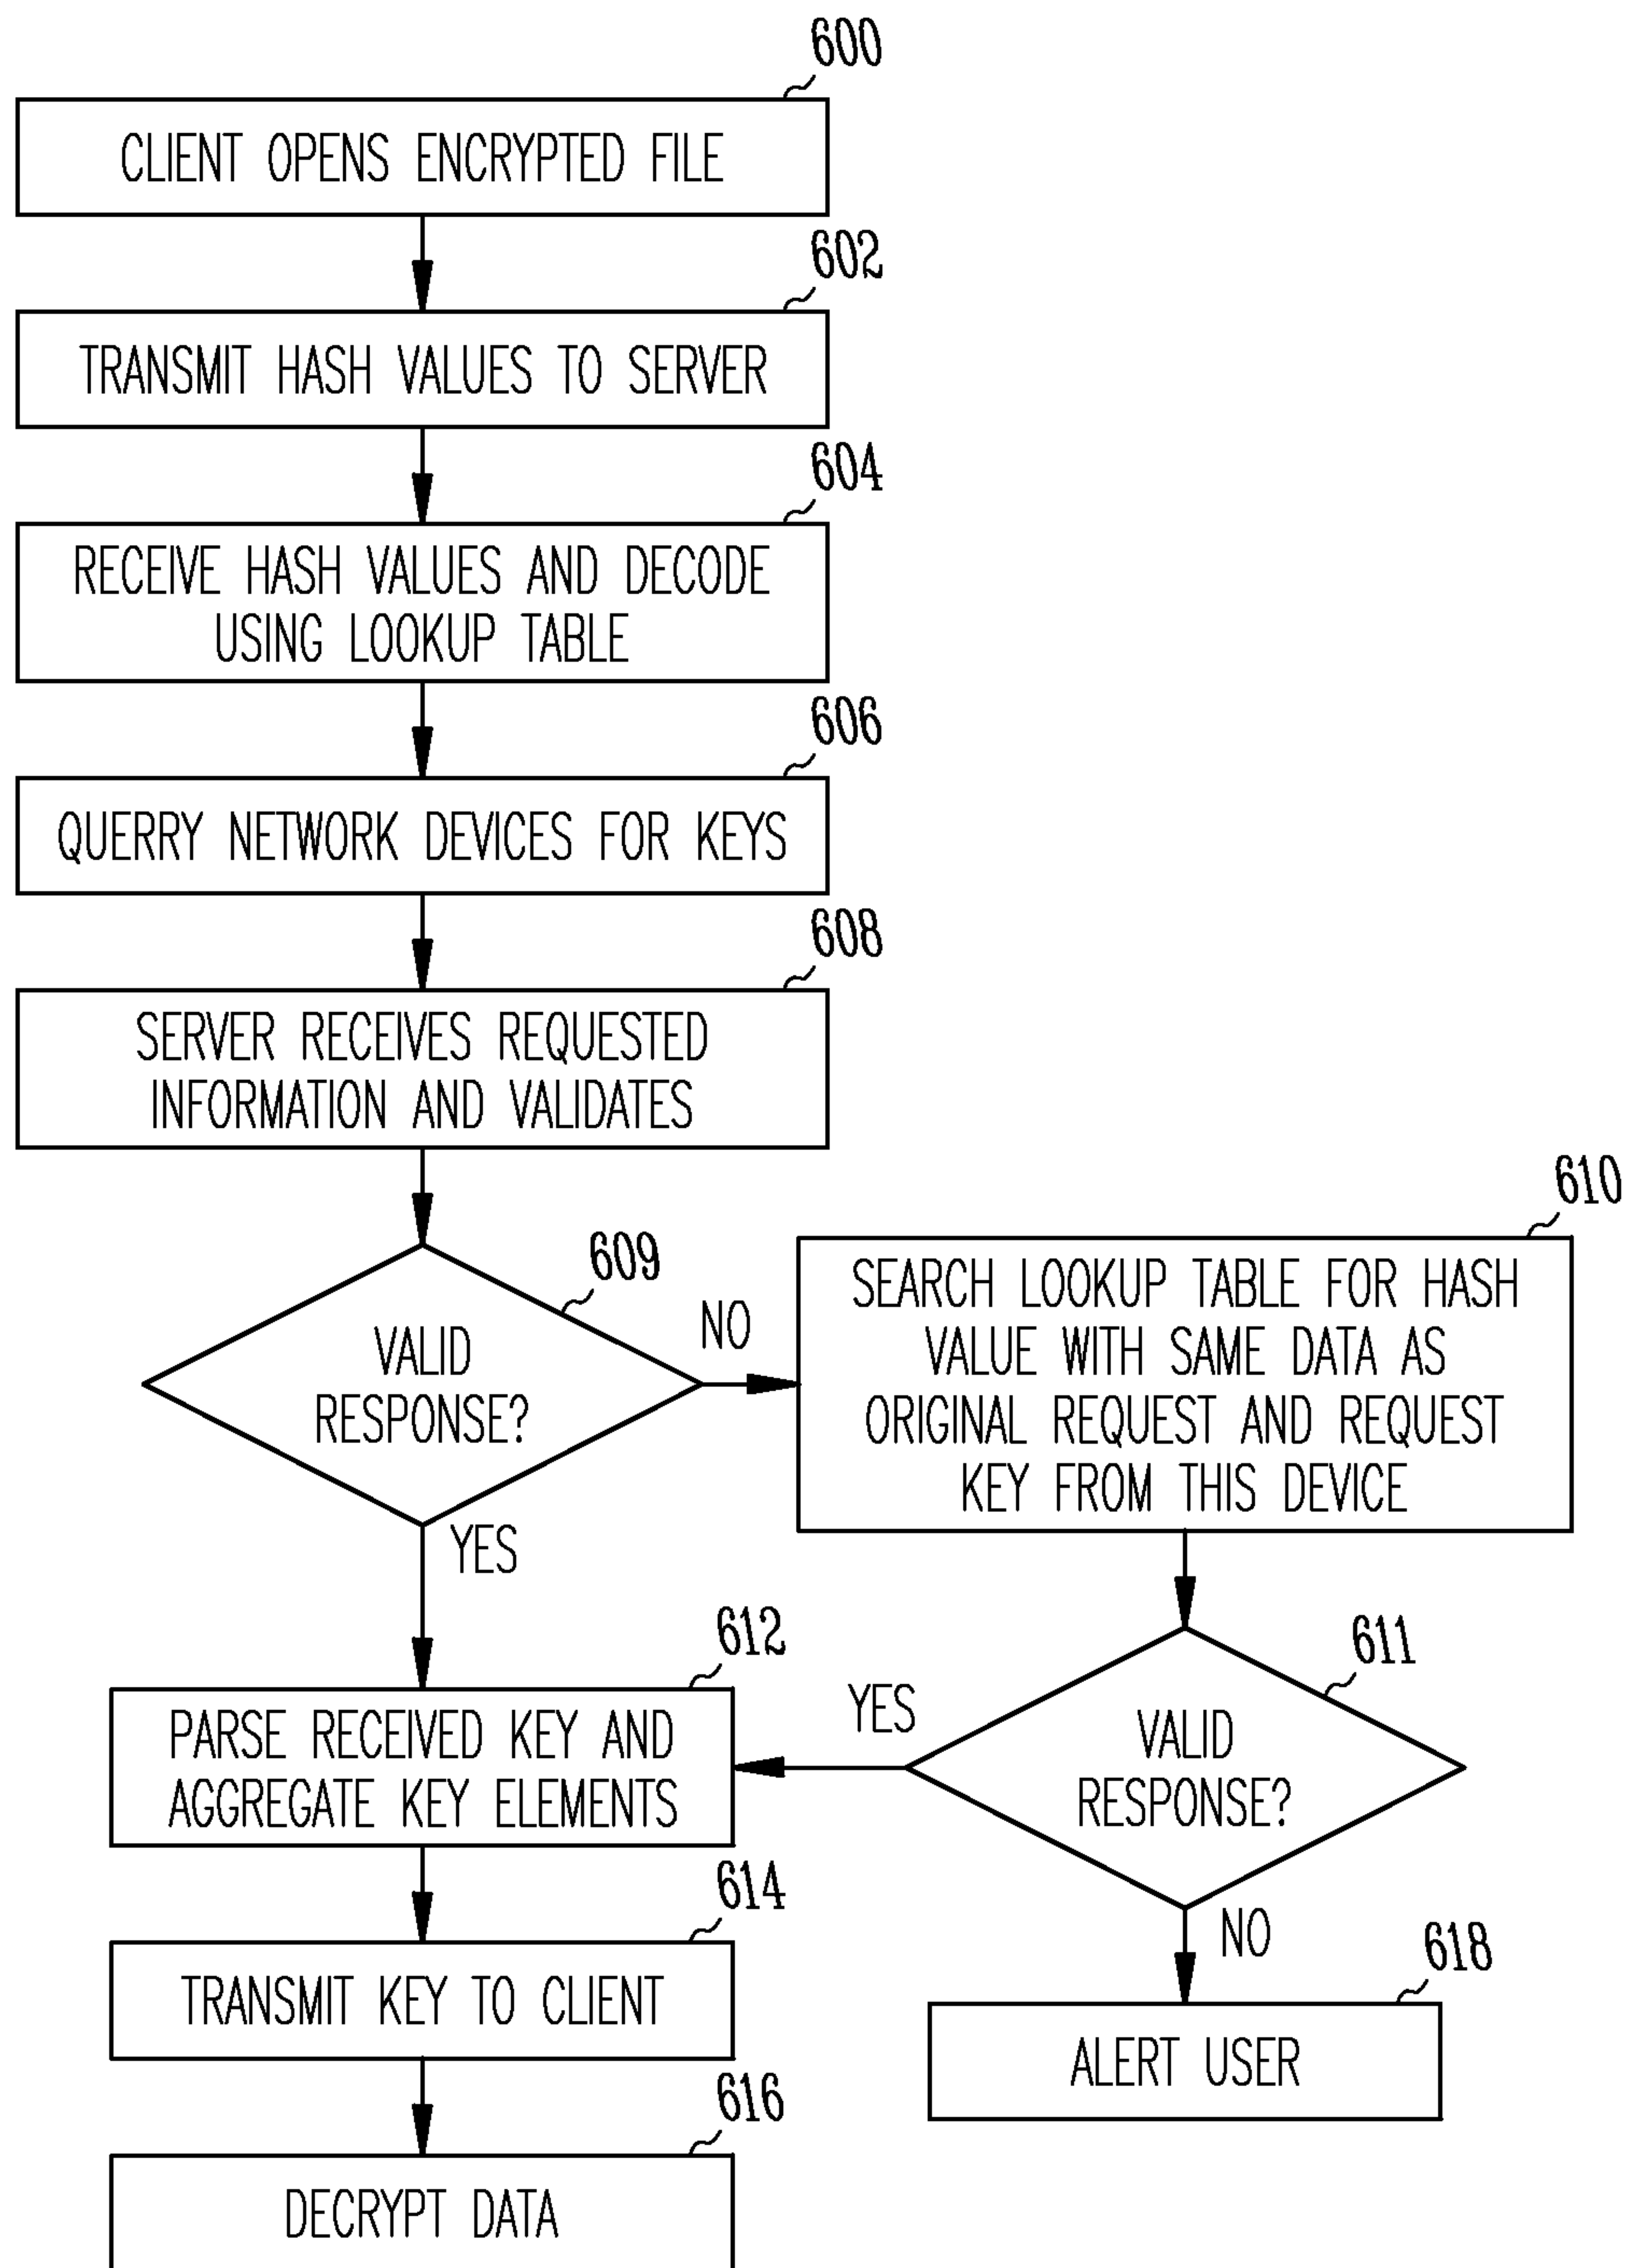 600
CLIENT OPENS ENCRYPTED FILE
602
TRANSMIT HASH VALUES TO SERVER
604
RECEIVE HASH VALUES AND DECODE
USING LOOKUP TABLE
606
QUERRY NETWORK DEVICES FOR KEYS
608
SERVER RECEIVES REQUESTED
INFORMATION AND VALIDATES
609
VALID
RESPONSE?
NO
YES
610
SEARCH LOOKUP TABLE FOR HASH
VALUE WITH SAME DATA AS
ORIGINAL REQUEST AND REQUEST
KEY FROM THIS DEVICE
611
VALID
RESPONSE?
YES
NO
612
PARSE RECEIVED KEY AND
AGGREGATE KEY ELEMENTS
614
TRANSMIT KEY TO CLIENT
618
ALERT USER
616
DECRYPT DATA